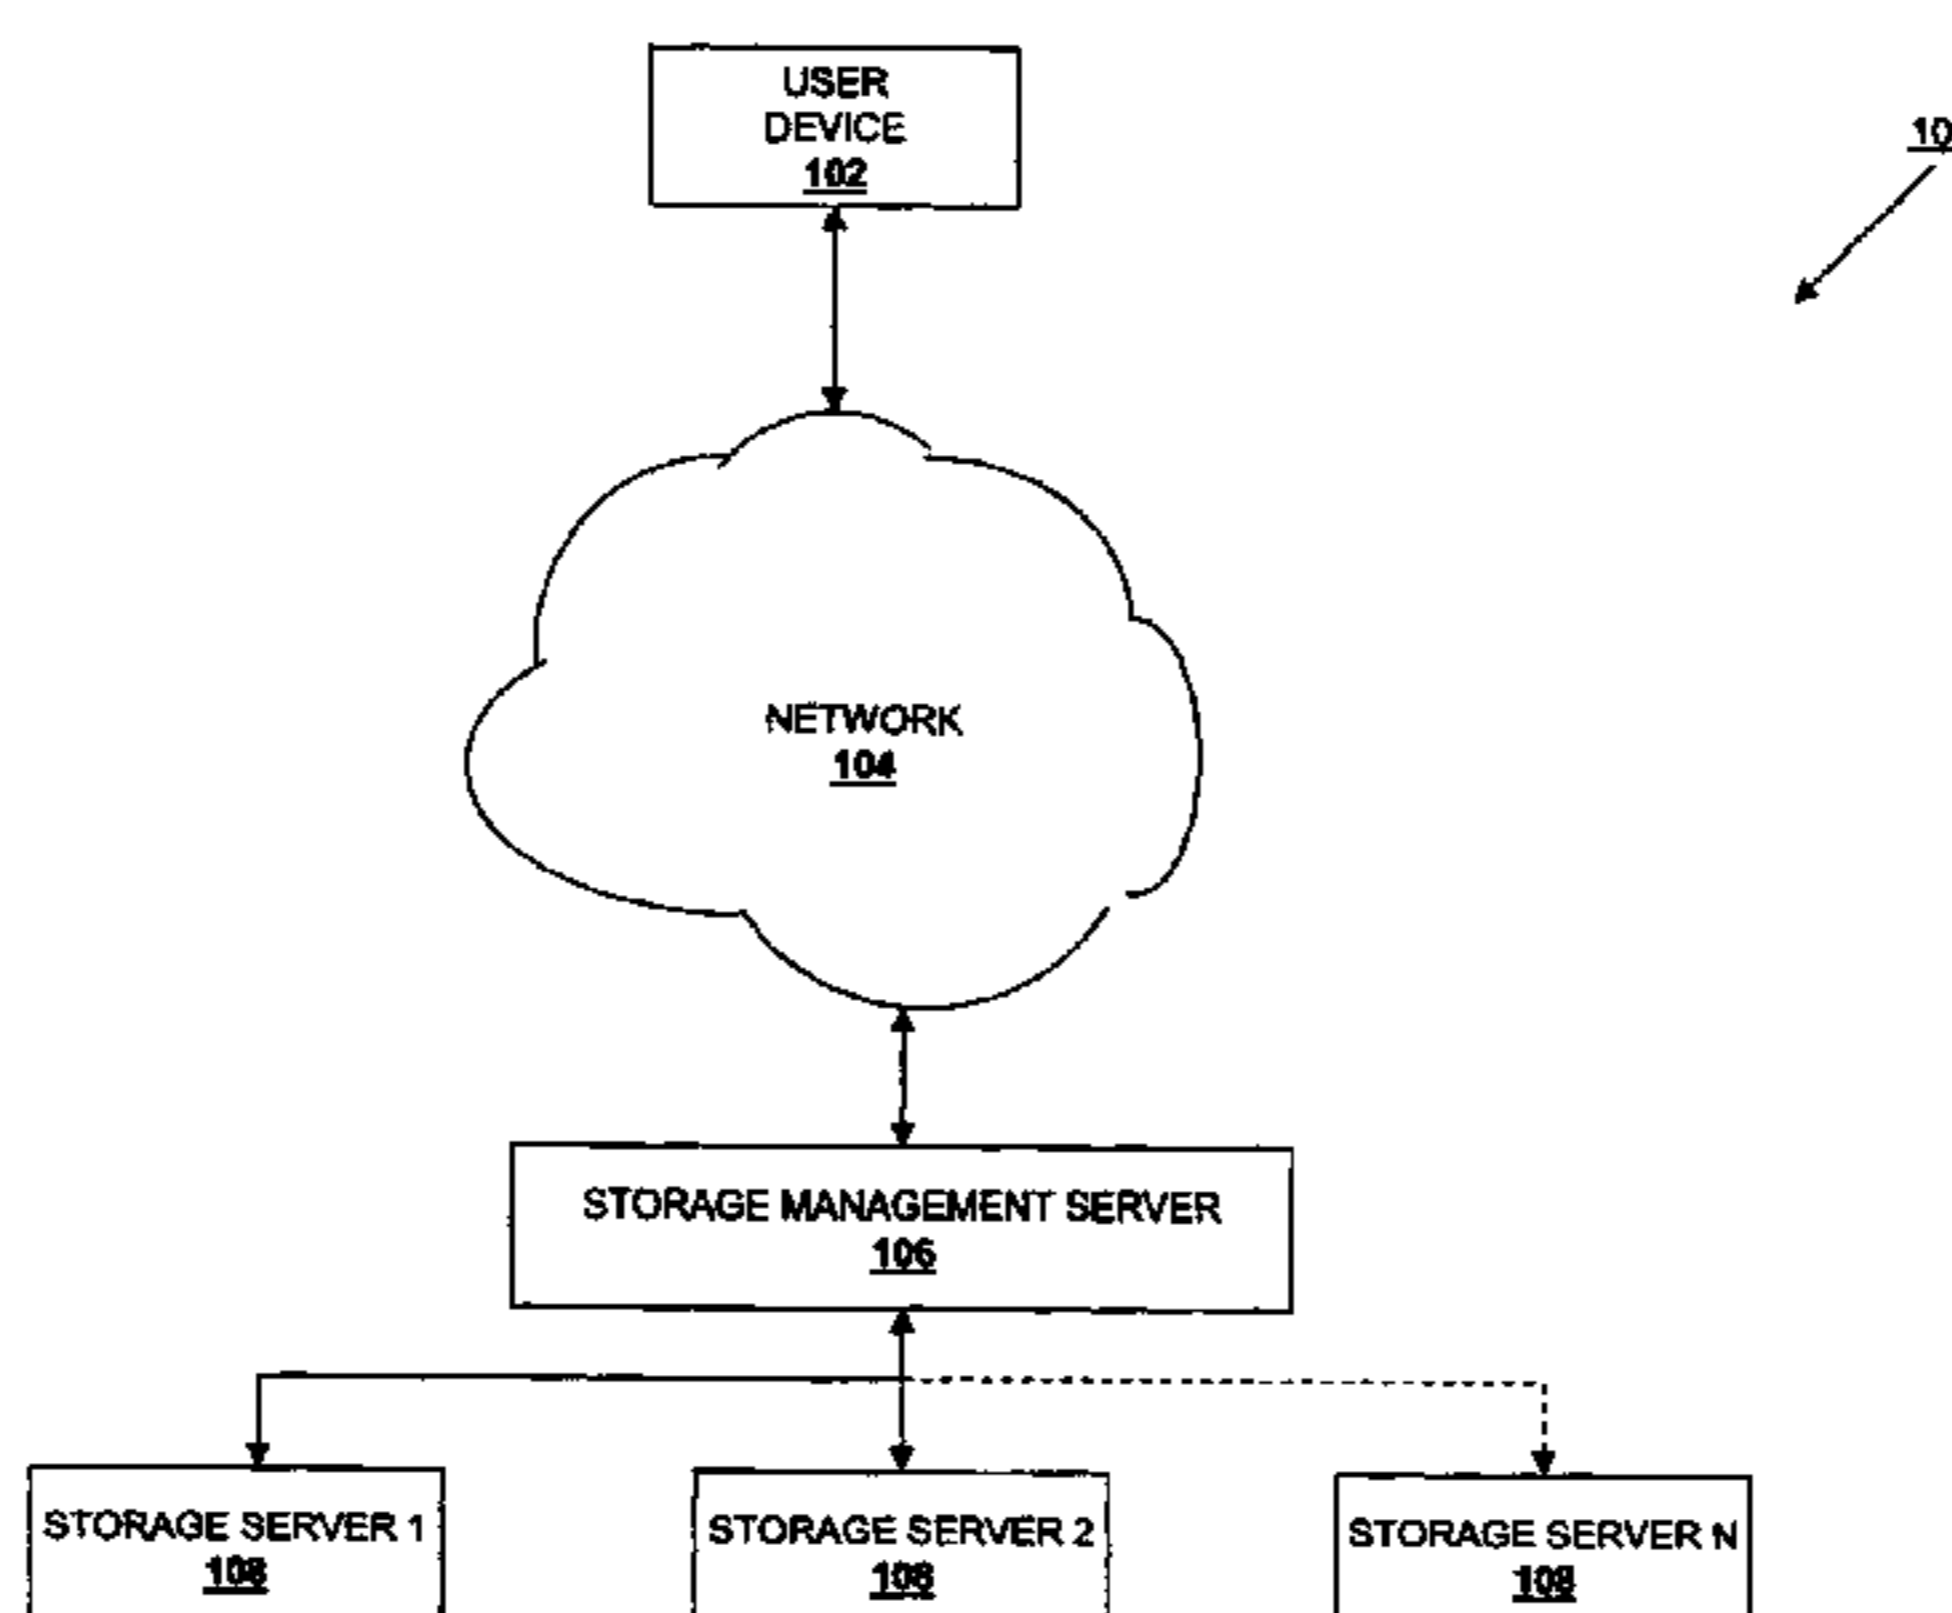 USER
DEVICE
102
10
NETWORK
104
STORAGE MANAGEMENT SERVER
106
STORAGE SERVER 1
108
STORAGE SERVER 2
108
STORAGE SERVER N
108